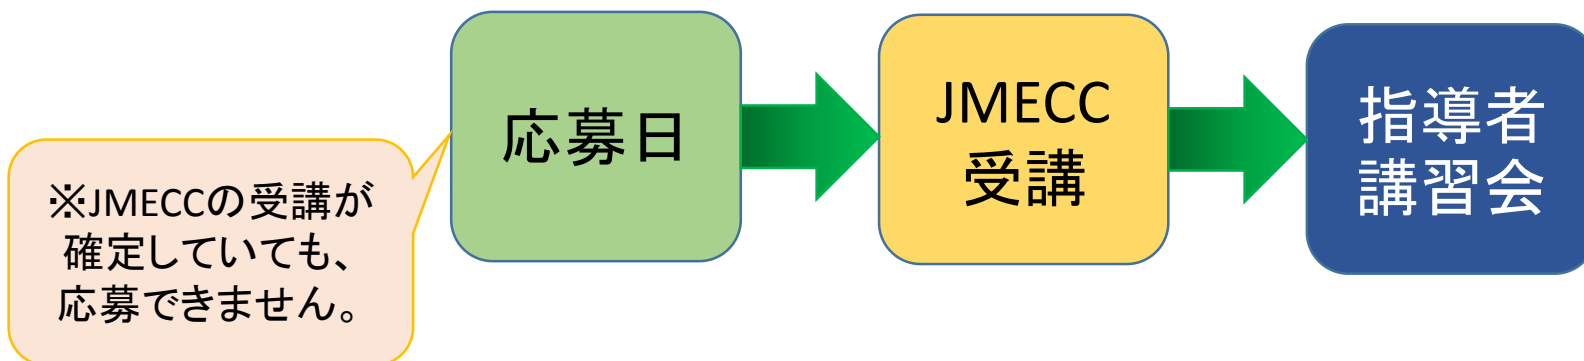 ※JMECCの受講が
確定していても、
応募できません。
応募日
JMECC
受講
指導者
講習会